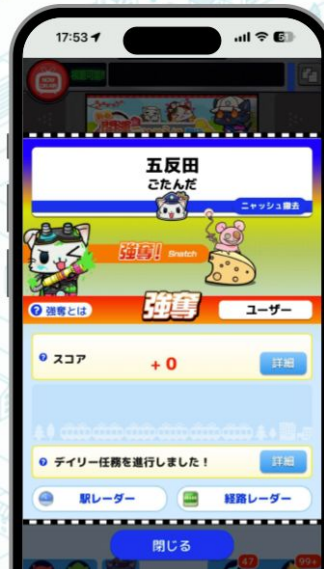 17:53
五反田
ごたんだ
ニャッシュ撤去
強奪! Snatch
? 強奪とは
強奪
ユーザー
? スコア
+ 0
詳細
? デイリー任務を進行しました!
詳細
駅レーダー
経路レーダー
閉じる
47
99+